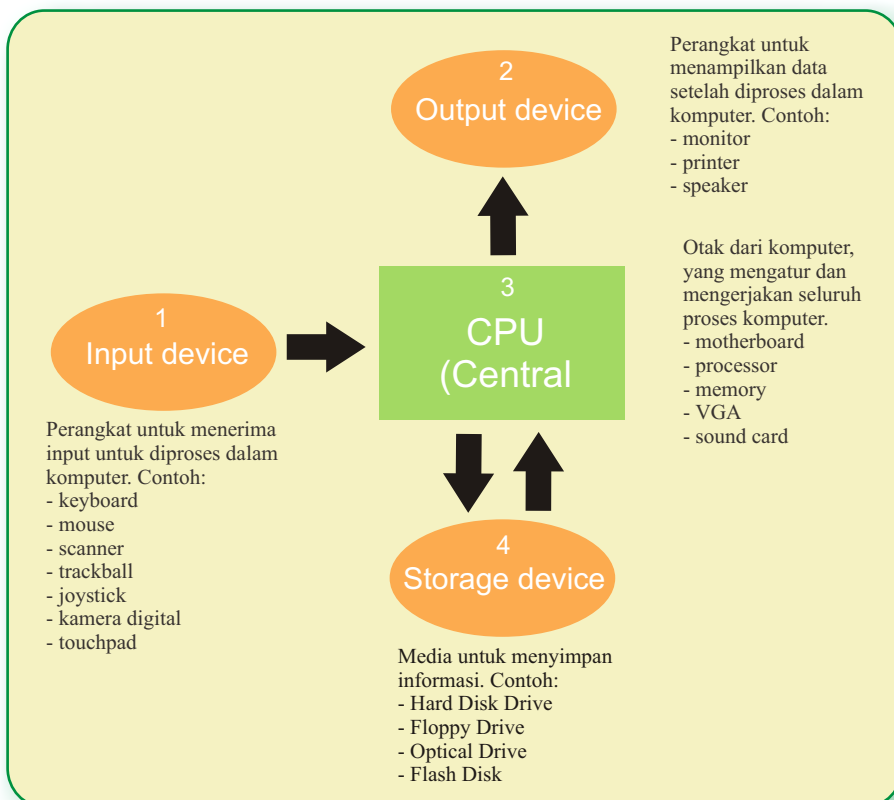 2
Output device
Perangkat untuk
menampilkan data
setelah diproses dalam
komputer. Contoh:
- monitor
- printer
- speaker
1
Input device
3
CPU
(Central
Otak dari komputer,
yang mengatur dan
mengerjakan seluruh
proses komputer.
- motherboard
- processor
- memory
- VGA
- sound card
Perangkat untuk menerima
input untuk diproses dalam
komputer. Contoh:
- keyboard
- mouse
- scanner
- trackball
- joystick
- kamera digital
- touchpad
4
Storage device
Media untuk menyimpan
informasi. Contoh:
- Hard Disk Drive
- Floppy Drive
- Optical Drive
- Flash Disk